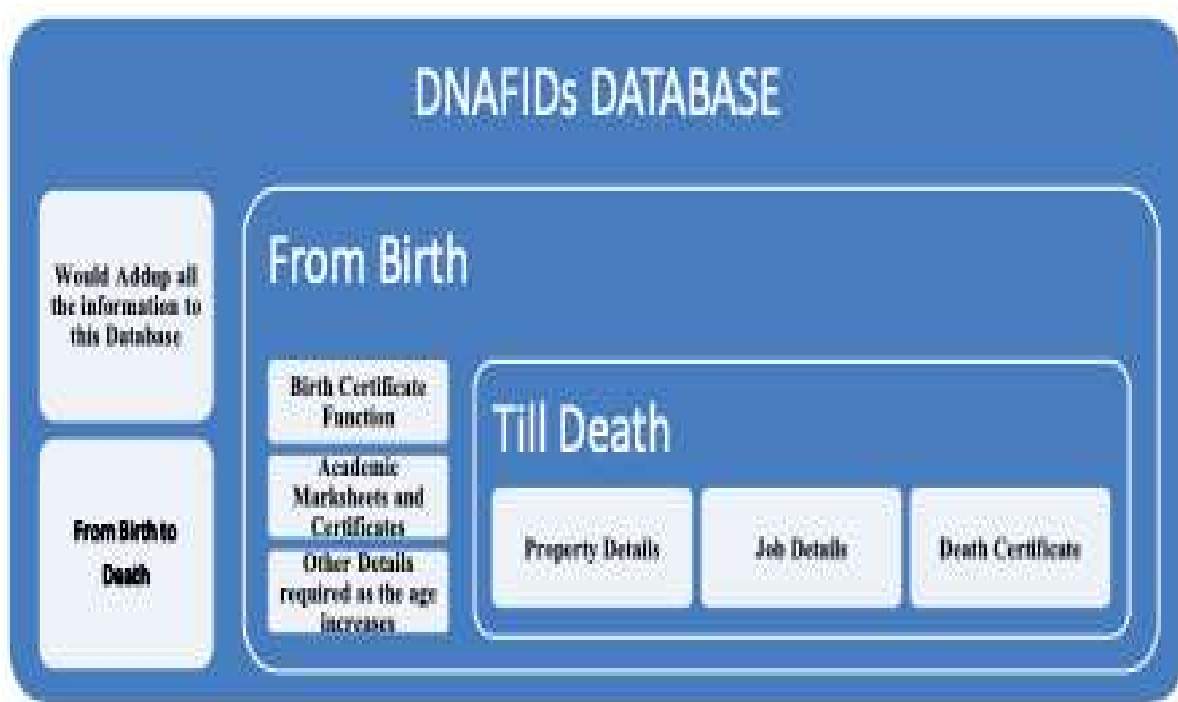 DNAFIDs DATABASE
Would Addup all
the information to
this Database
From Birth to
Death
From Birth
Birth Certificate
Function
Academic
Marksheets and
Certificates
Other Details
required as the age
increases
Till Death
Property Details
Job Details
Death Certificate